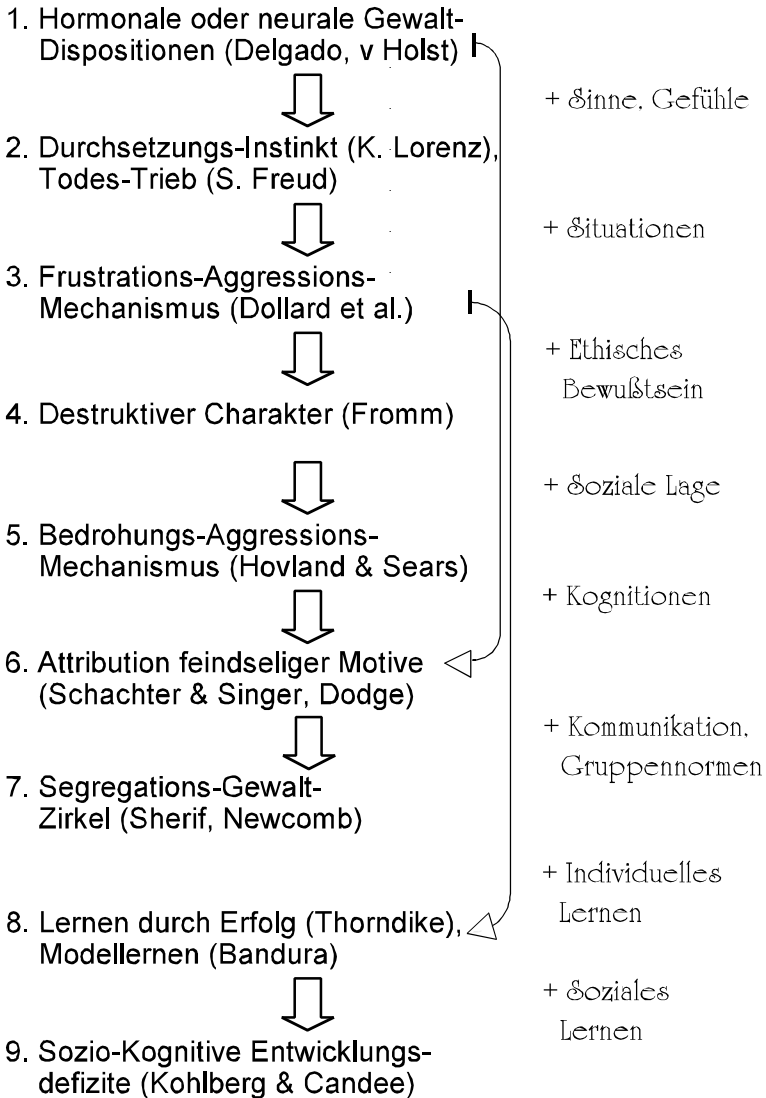 1. Hormonale oder neurale Gewalt-
Dispositionen (Delgado, v Holst)
+ Sinne, Gefühle
2. Durchsetzungs-Instinkt (K. Lorenz),
Todes-Trieb (S. Freud)
+ Situationen
3. Frustrations-Aggressions-
Mechanismus (Dollard et al.)
+ Ethisches
Bewußtsein
4. Destruktiver Charakter (Fromm)
+ Soziale Lage
5. Bedrohungs-Aggressions-
Mechanismus (Hovland & Sears)
+ Kognitionen
6. Attribution feindseliger Motive
(Schachter & Singer, Dodge)
+ Kommunikation,
Gruppennormen
7. Segregations-Gewalt-
Zirkel (Sherif, Newcomb)
+ Individuelles
Lernen
8. Lernen durch Erfolg (Thorndike),
Modellernen (Bandura)
+ Soziales
Lernen
9. Sozio-Kognitive Entwicklungs-
defizite (Kohlberg & Candee)